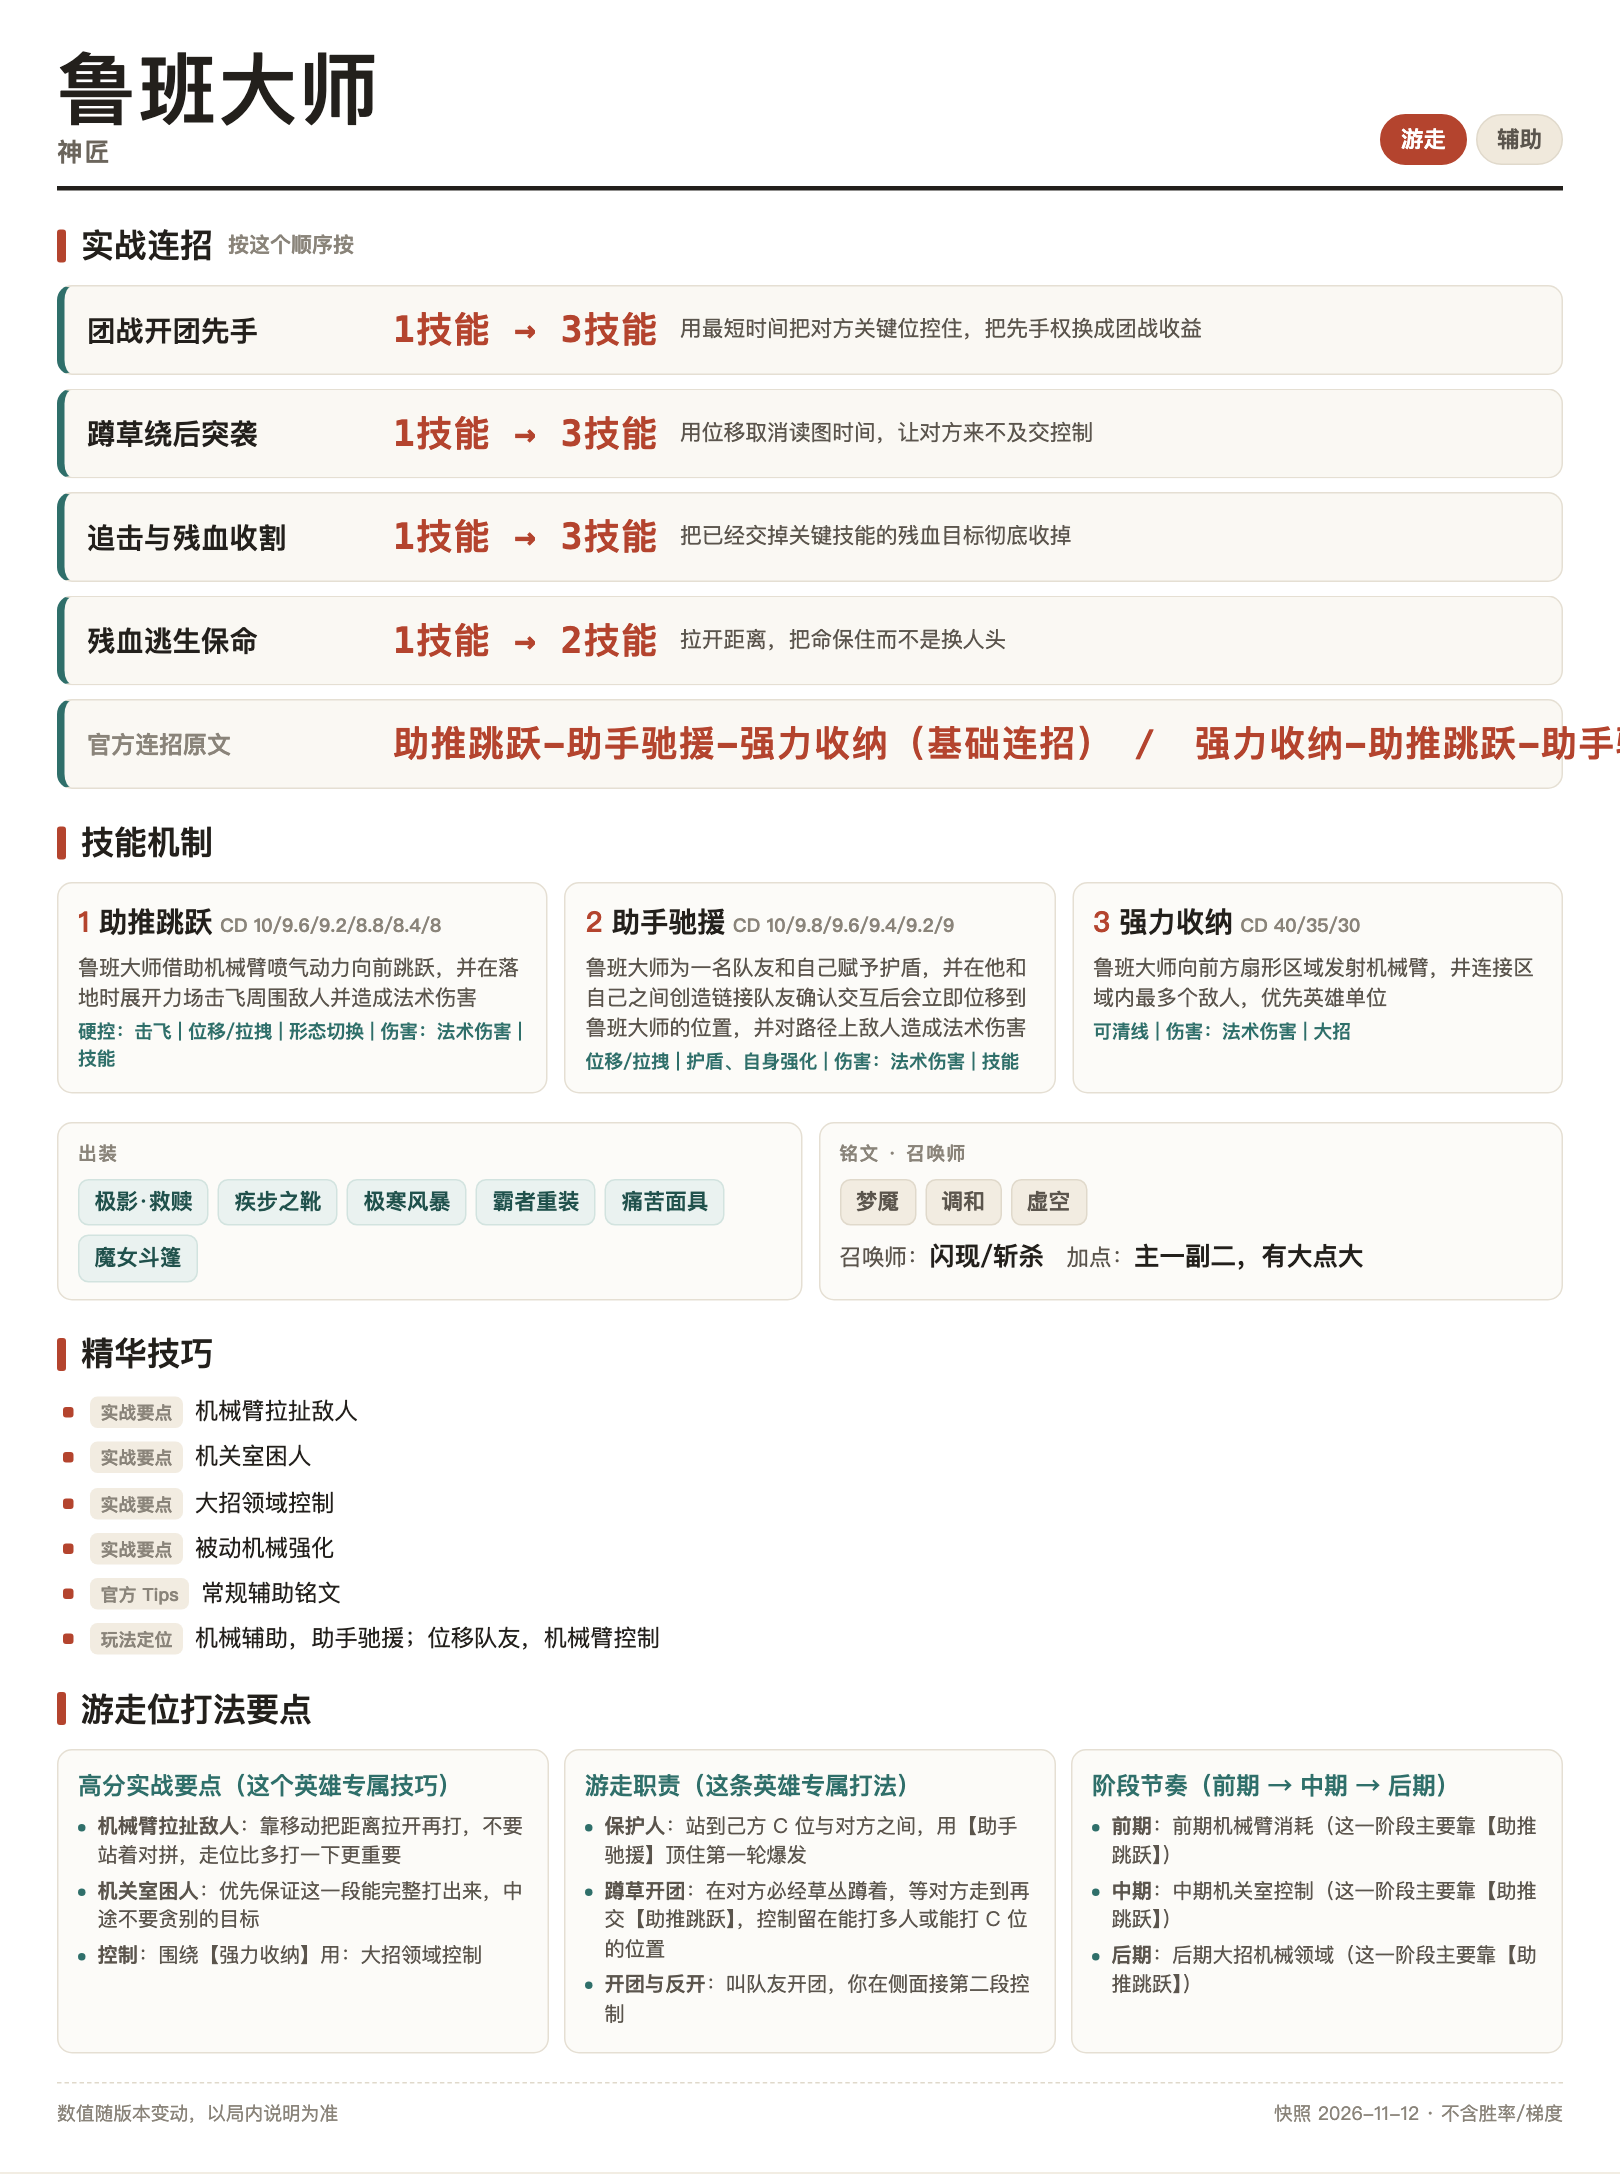 鲁班大师
神匠
游走
辅助
实战连招 按这个顺序按
团战开团先手 1技能 → 3技能 用最短时间把对方关键位控住，把先手权换成团战收益
蹲草绕后突袭 1技能 → 3技能 用位移取消读图时间，让对方来不及交控制
追击与残血收割 1技能 → 3技能 把已经交掉关键技能的残血目标彻底收掉
残血逃生保命 1技能 → 2技能 拉开距离，把命保住而不是换人头
官方连招原文 助推跳跃–助手驰援–强力收纳（基础连招） / 强力收纳–助推跳跃–助手
技能机制
1 助推跳跃 CD 10/9.6/9.2/8.8/8.4/8
鲁班大师借助机械臂喷气动力向前跳跃，并在落
地时展开力场击飞周围敌人并造成法术伤害
硬控：击飞 | 位移/拉拽 | 形态切换 | 伤害：法术伤害 |
技能
2 助手驰援 CD 10/9.8/9.6/9.4/9.2/9
鲁班大师为一名队友和自己赋予护盾，并在他和
自己之间创造链接队友确认交互后会立即位移到
鲁班大师的位置，并对路径上敌人造成法术伤害
位移/拉拽 | 护盾、自身强化 | 伤害：法术伤害 | 技能
3 强力收纳 CD 40/35/30
鲁班大师向前方扇形区域发射机械臂，井连接区
域内最多个敌人，优先英雄单位
可清线 | 伤害：法术伤害 | 大招
出装
极影·救赎 疾步之靴 极寒风暴 霸者重装 痛苦面具
魔女斗篷
铭文 · 召唤师
梦魇 调和 虚空
召唤师：闪现/斩杀 加点：主一副二，有大点大
精华技巧
实战要点 机械臂拉扯敌人
实战要点 机关室困人
实战要点 大招领域控制
实战要点 被动机械强化
官方 Tips 常规辅助铭文
玩法定位 机械辅助，助手驰援；位移队友，机械臂控制
游走位打法要点
高分实战要点（这个英雄专属技巧）
机械臂拉扯敌人：靠移动把距离拉开再打，不要
站着对拼，走位比多打一下更重要
机关室困人：优先保证这一段能完整打出来，中
途不要贪别的目标
控制：围绕【强力收纳】用：大招领域控制
游走职责（这条英雄专属打法）
保护人：站到己方 C 位与对方之间，用【助手
驰援】顶住第一轮爆发
蹲草开团：在对方必经草丛蹲着，等对方走到再
交【助推跳跃】，控制留在能打多人或能打 C 位
的位置
开团与反开：叫队友开团，你在侧面接第二段控
制
阶段节奏（前期 → 中期 → 后期）
前期：前期机械臂消耗（这一阶段主要靠【助推
跳跃】）
中期：中期机关室控制（这一阶段主要靠【助推
跳跃】）
后期：后期大招机械领域（这一阶段主要靠【助
推跳跃】）
数值随版本变动，以局内说明为准
快照 2026–11–12 · 不含胜率/梯度